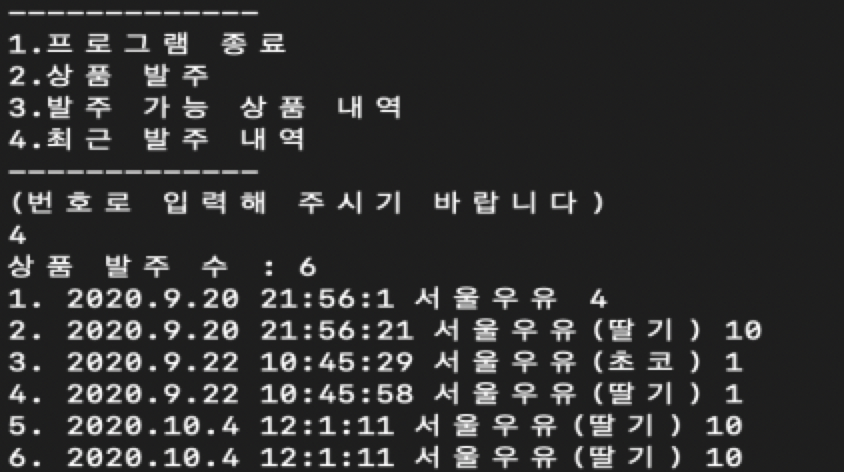 -------------
1.프로그램 종료
2.상품 발주
3.발주 가능 상품 내역
4.최근 발주 내역
-------------
(번호로 입력해 주시기 바랍니다)
4
상품 발주 수 : 6
1. 2020.9.20 21:56:1 서울우유 4
2. 2020.9.20 21:56:21 서울우유(딸기) 10
3. 2020.9.22 10:45:29 서울우유(초코) 1
4. 2020.9.22 10:45:58 서울우유(딸기) 1
5. 2020.10.4 12:1:11 서울우유(딸기) 10
6. 2020.10.4 12:1:11 서울우유(딸기) 10